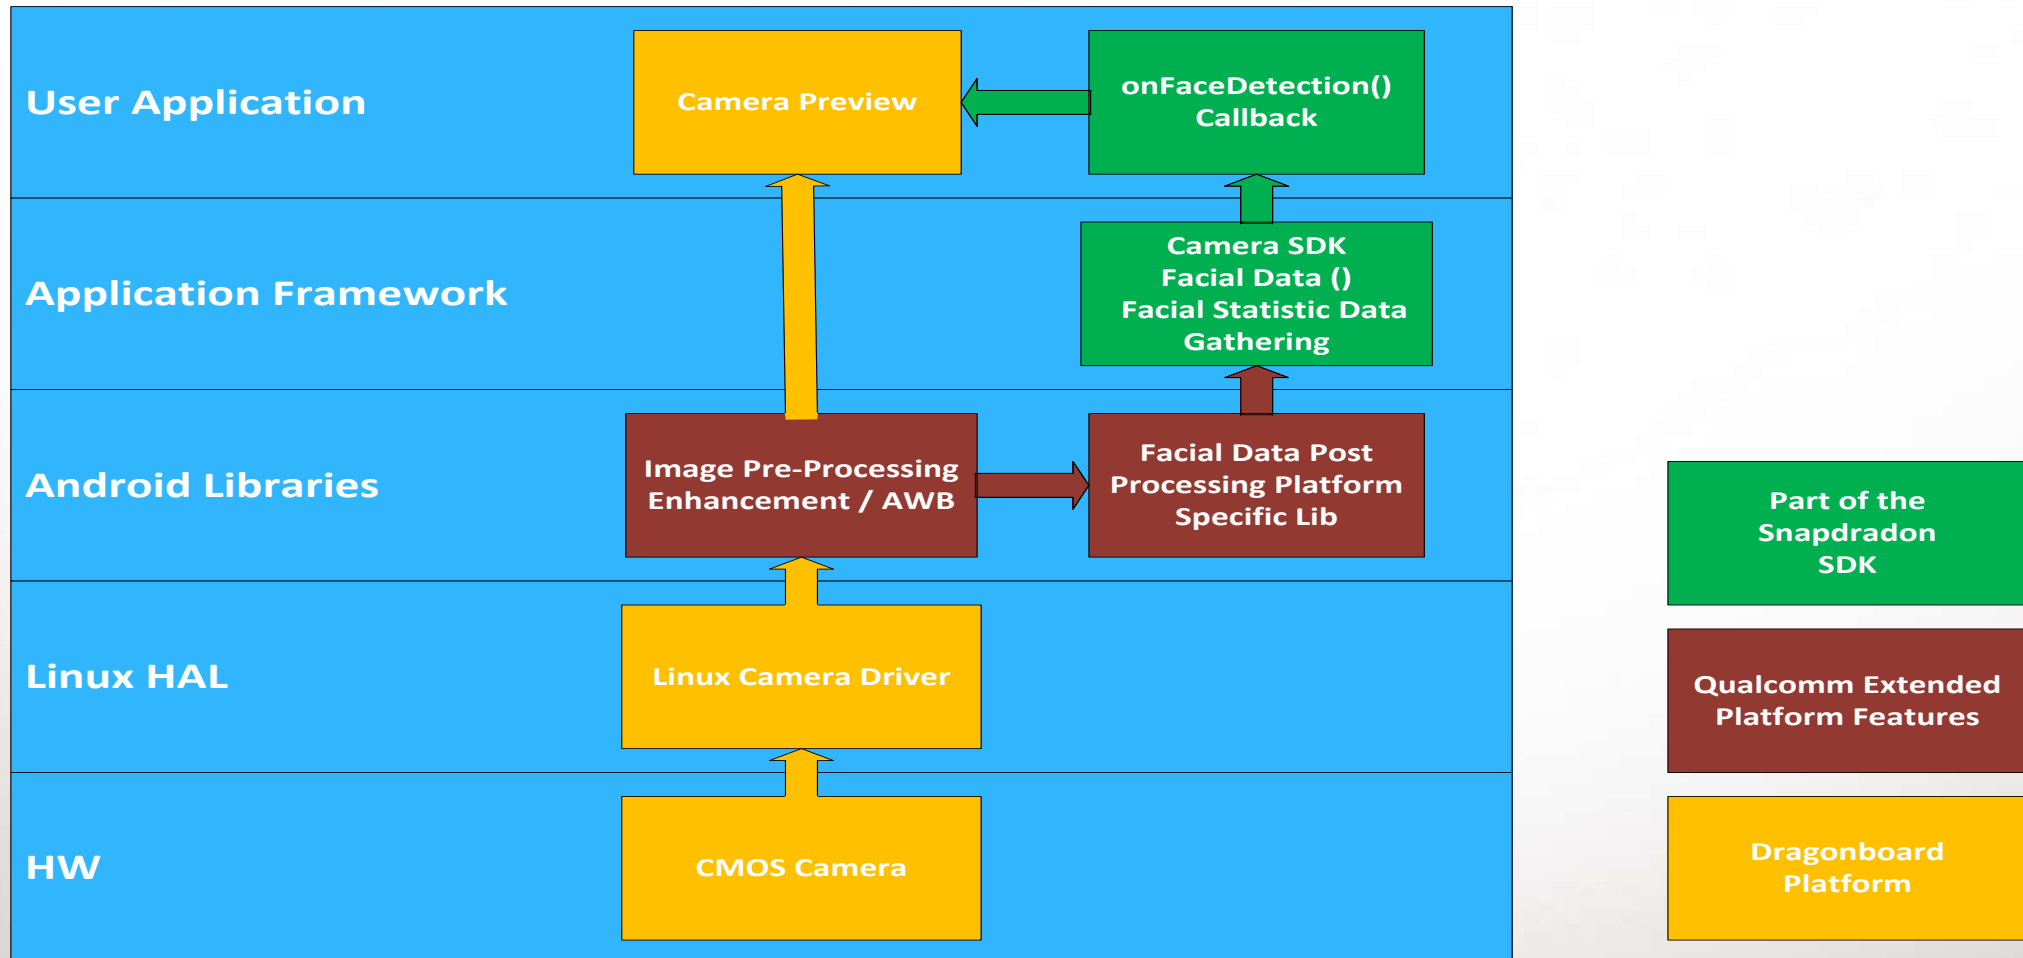 User Application
Camera Preview
onFaceDetection()
Callback
Application Framework
Camera SDK
Facial Data ()
Facial Statistic Data
Gathering
Android Libraries
Image Pre-Processing
Enhancement / AWB
Facial Data Post
Processing Platform
Specific Lib
Linux HAL
Linux Camera Driver
HW
CMOS Camera
Part of the
Snapdradon
SDK
Qualcomm Extended
Platform Features
Dragonboard
Platform